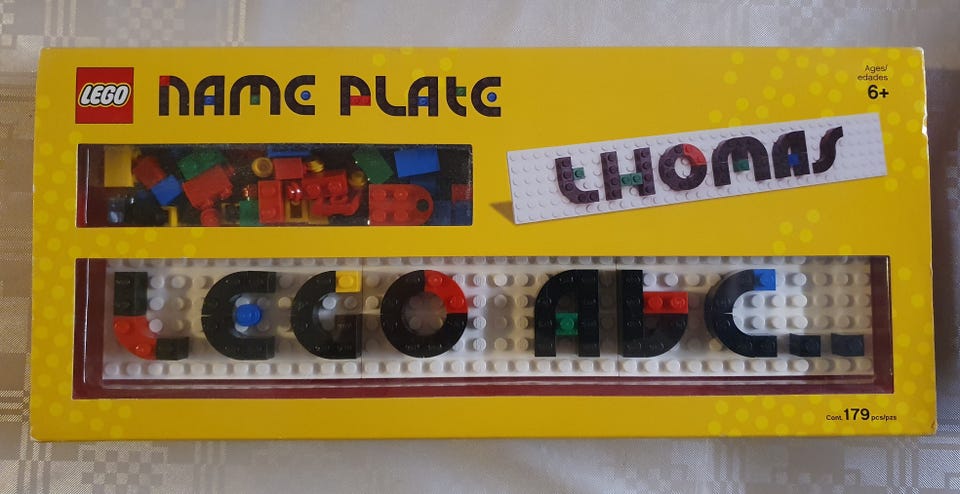 LEGO NAME PLATE
Ages/
edades
6+
tHOMAS
LEGO AbC..
Cont. 179 pcs/pzs